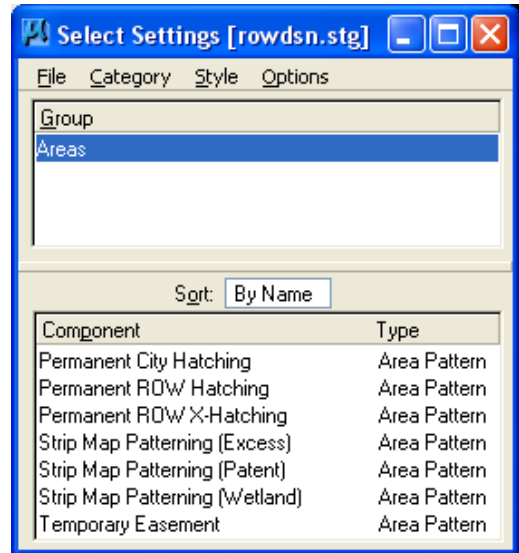 Select Settings [rowdsn.stg]
File Category Style Options
Group
Areas
Sort: By Name
Component Type
Permanent City Hatching Area Pattern
Permanent ROW Hatching Area Pattern
Permanent ROW X-Hatching Area Pattern
Strip Map Patterning (Excess) Area Pattern
Strip Map Patterning (Patent) Area Pattern
Strip Map Patterning (Wetland) Area Pattern
Temporary Easement Area Pattern